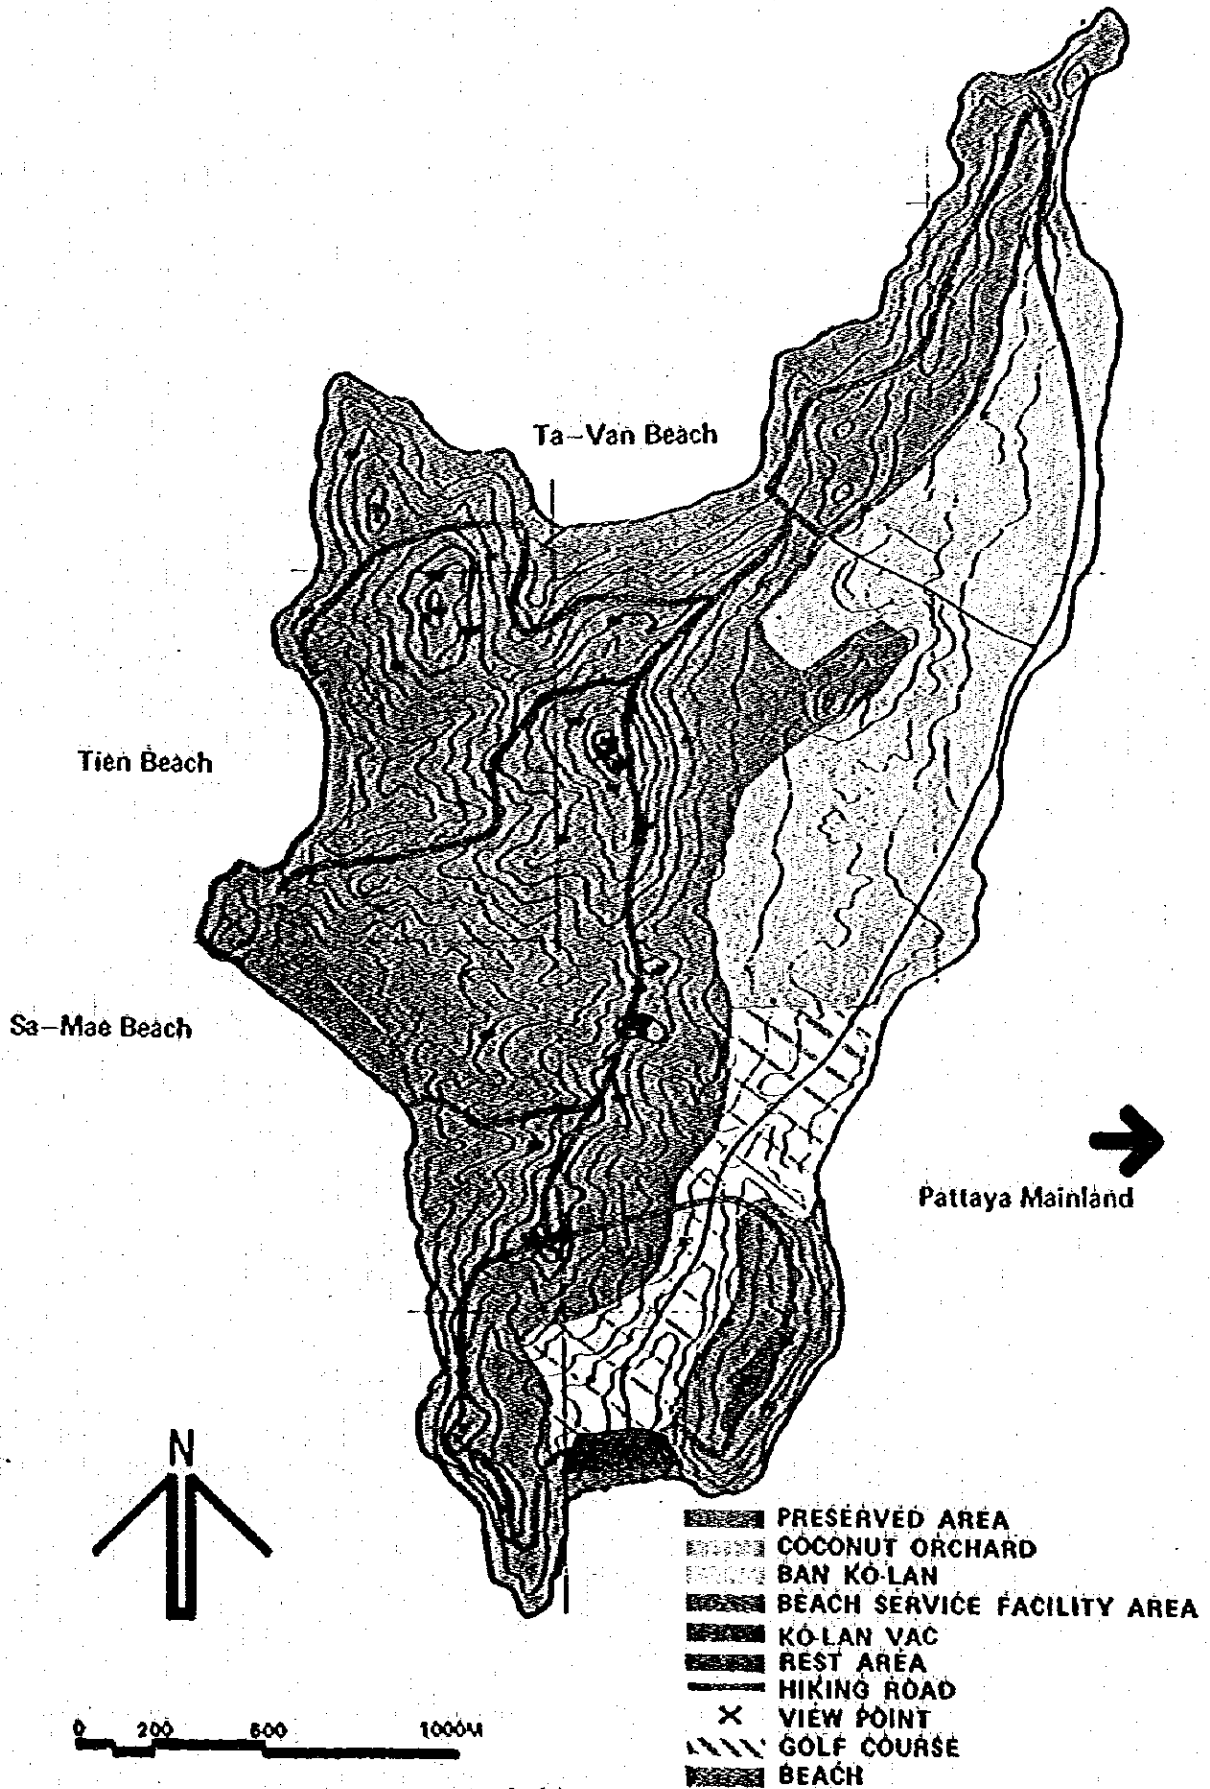 Ta-Van Beach
Tien Beach
Sa-Mae Beach
Pattaya Mainland
N
PRESERVED AREA
COCONUT ORCHARD
BAN KO-LAN
BEACH SERVICE FACILITY AREA
KO-LAN VAC
REST AREA
HIKING ROAD
VIEW POINT
GOLF COURSE
BEACH
0 200 500 1000M